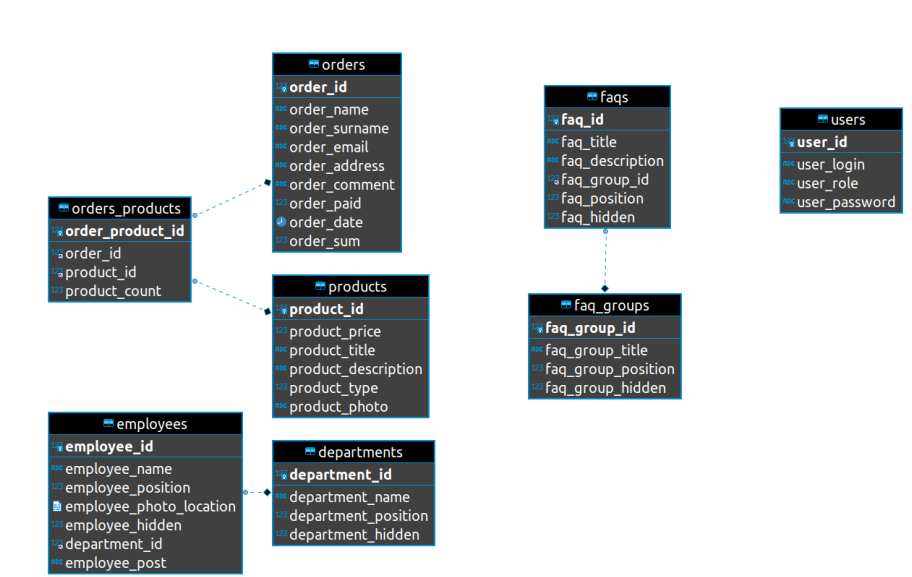 orders
order_id
order_name
order_surname
order_email
order_address
order_comment
order_paid
order_date
order_sum
orders_products
order_product_id
order_id
product_id
product_count
products
product_id
product_price
product_title
product_description
product_type
product_photo
employees
employee_id
employee_name
employee_position
employee_photo_location
employee_hidden
department_id
employee_post
departments
department_id
department_name
department_position
department_hidden
faqs
faq_id
faq_title
faq_description
faq_group_id
faq_position
faq_hidden
faq_groups
faq_group_id
faq_group_title
faq_group_position
faq_group_hidden
users
user_id
user_login
user_role
user_password